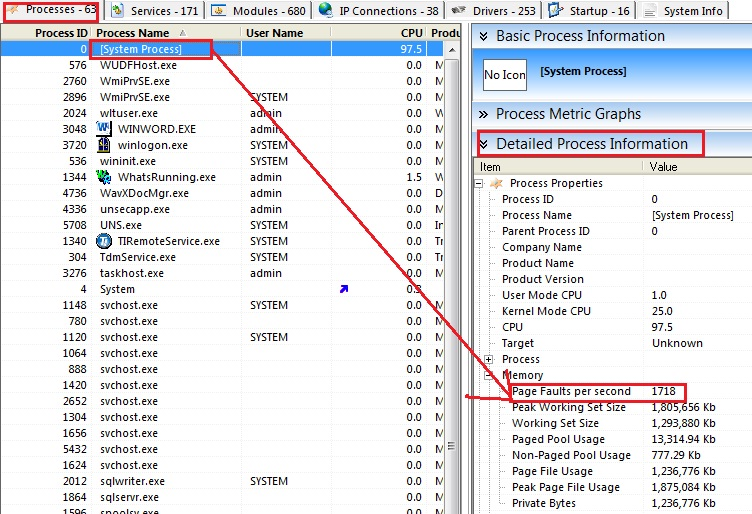 Processes - 63 Services - 171 Modules - 680 IP Connections - 38 Drivers - 253 Startup - 16 System Info
Process ID Process Name User Name CPU Produ
0 [System Process] 97.5
576 WUDFHost.exe 0.0 M
2760 WmiPrvSE.exe 0.0 M
2896 WmiPrvSE.exe SYSTEM 0.0 M
2024 wltuser.exe admin 0.0
3048 WINWORD.EXE admin 0.0 M
3720 winlogon.exe SYSTEM 0.0 M
536 wininit.exe 0.0 M
1344 WhatsRunning.exe admin 1.5 W
4736 WavXDocMgr.exe admin 0.0 M
4336 unsecapp.exe admin 0.0 M
5708 UNS.exe SYSTEM 0.0 In
1340 TIRemoteService.exe SYSTEM 0.0 Tr
304 TdmService.exe SYSTEM 0.0 Tr
3276 taskhost.exe admin 0.0 M
4 System 0.3
1148 svchost.exe SYSTEM 0.0 M
780 svchost.exe 0.0 M
1120 svchost.exe SYSTEM 0.0 M
1064 svchost.exe 0.0 M
888 svchost.exe 0.0 M
1420 svchost.exe 0.0 M
2652 svchost.exe 0.0 M
1304 svchost.exe 0.0 M
1656 svchost.exe 0.0 M
5432 svchost.exe 0.0 M
1624 svchost.exe 0.0 M
2012 sqlwriter.exe SYSTEM 0.0 M
1864 sqlservr.exe 0.0 M
1596 spoolsv.exe SYSTEM 0.0 M
Basic Process Information
No Icon [System Process]
Process Metric Graphs
Detailed Process Information
Item Value
Process Properties
Process ID 0
Process Name [System Process]
Parent Process ID 0
Company Name
Product Name
Product Version
User Mode CPU 1.0
Kernel Mode CPU 25.0
CPU 97.5
Target Unknown
Process
Memory
Page Faults per second 1718
Peak Working Set Size 1,805,656 Kb
Working Set Size 1,293,880 Kb
Paged Pool Usage 13,314.94 Kb
Non-Paged Pool Usage 777.29 Kb
Page File Usage 1,236,776 Kb
Peak Page File Usage 1,875,084 Kb
Private Bytes 1,236,776 Kb